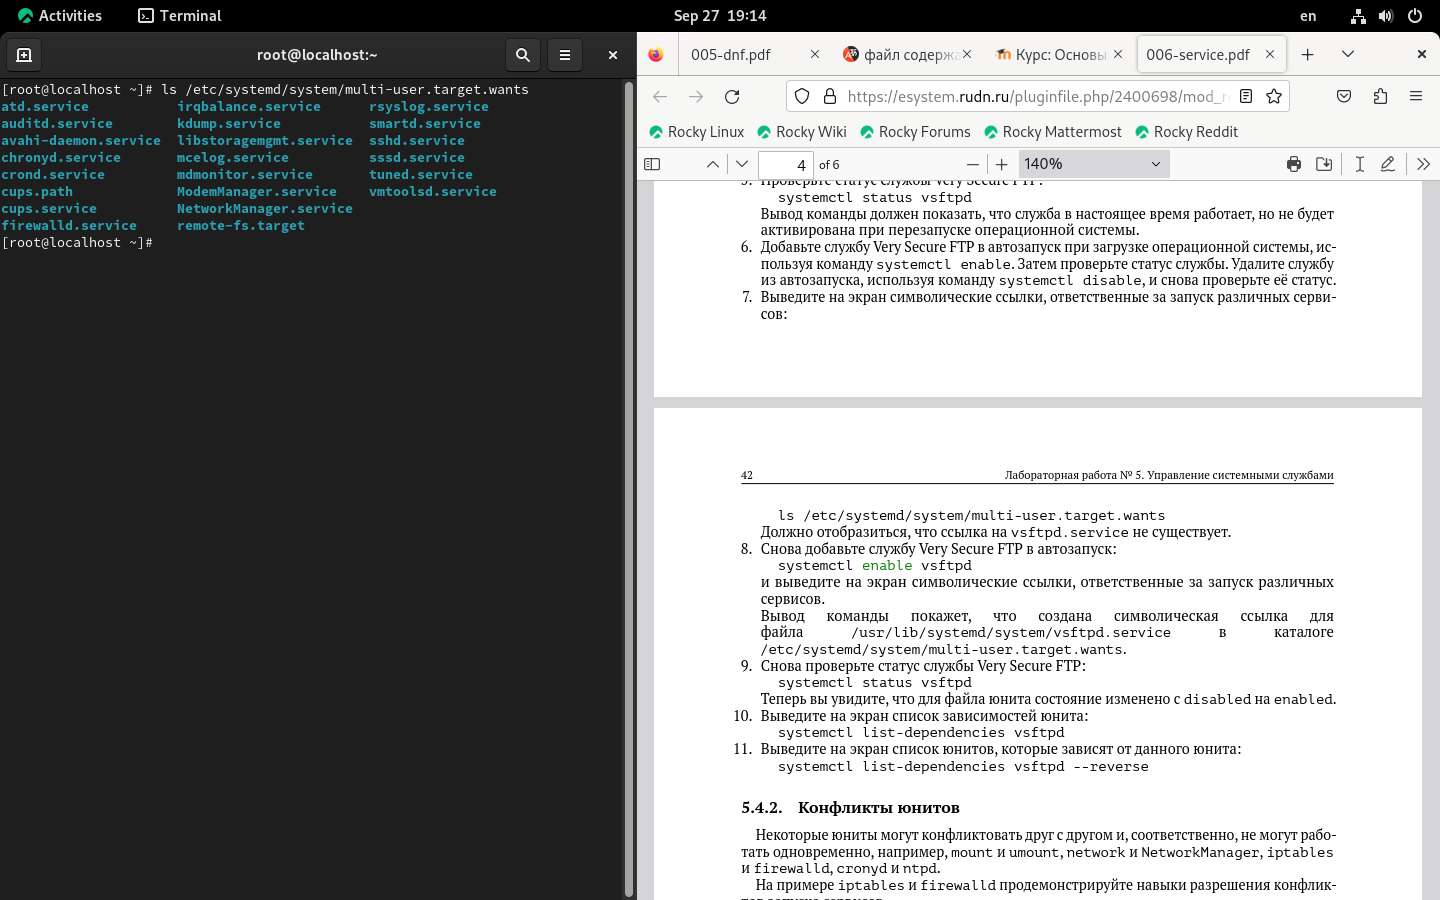 Activities Terminal Sep 27 19:14 en
root@localhost:~
[root@localhost ~]# ls /etc/systemd/system/multi-user.target.wants
atd.service irqbalance.service rsyslog.service
auditd.service kdump.service smartd.service
avahi-daemon.service libstoragemgmt.service sshd.service
chronyd.service mcelog.service sssd.service
crond.service mdmonitor.service tuned.service
cups.path ModemManager.service vmtoolsd.service
cups.service NetworkManager.service
firewalld.service remote-fs.target
[root@localhost ~]#
005-dnf.pdf файл содержа Курс: Основы 006-service.pdf
https://esystem.rudn.ru/pluginfile.php/2400698/mod_r
Rocky Linux Rocky Wiki Rocky Forums Rocky Mattermost Rocky Reddit
4 of 6 140%
5. Проверьте статус службы Very Secure FTP:
systemctl status vsftpd
Вывод команды должен показать, что служба в настоящее время работает, но не будет
активирована при перезапуске операционной системы.
6. Добавьте службу Very Secure FTP в автозапуск при загрузке операционной системы, ис-
пользуя команду systemctl enable. Затем проверьте статус службы. Удалите службу
из автозапуска, используя команду systemctl disable, и снова проверьте её статус.
7. Выведите на экран символические ссылки, ответственные за запуск различных серви-
сов:
42 Лабораторная работа № 5. Управление системными службами
ls /etc/systemd/system/multi-user.target.wants
Должно отобразиться, что ссылка на vsftpd.service не существует.
8. Снова добавьте службу Very Secure FTP в автозапуск:
systemctl enable vsftpd
и выведите на экран символические ссылки, ответственные за запуск различных
сервисов.
Вывод команды покажет, что создана символическая ссылка для
файла /usr/lib/systemd/system/vsftpd.service в каталоге
/etc/systemd/system/multi-user.target.wants.
9. Снова проверьте статус службы Very Secure FTP:
systemctl status vsftpd
Теперь вы увидите, что для файла юнита состояние изменено с disabled на enabled.
10. Выведите на экран список зависимостей юнита:
systemctl list-dependencies vsftpd
11. Выведите на экран список юнитов, которые зависят от данного юнита:
systemctl list-dependencies vsftpd --reverse
5.4.2. Конфликты юнитов
Некоторые юниты могут конфликтовать друг с другом и, соответственно, не могут рабо-
тать одновременно, например, mount и umount, network и NetworkManager, iptables
и firewalld, cronyd и ntpd.
На примере iptables и firewalld продемонстрируйте навыки разрешения конфлик-